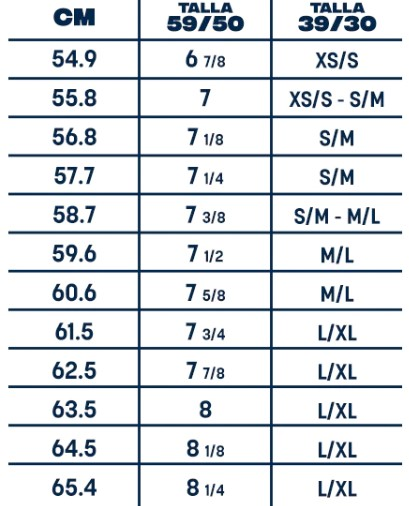 CM TALLA 59/50 TALLA 39/30
54.9 6 7/8 XS/S
55.8 7 XS/S - S/M
56.8 7 1/8 S/M
57.7 7 1/4 S/M
58.7 7 3/8 S/M - M/L
59.6 7 1/2 M/L
60.6 7 5/8 M/L
61.5 7 3/4 L/XL
62.5 7 7/8 L/XL
63.5 8 L/XL
64.5 8 1/8 L/XL
65.4 8 1/4 L/XL